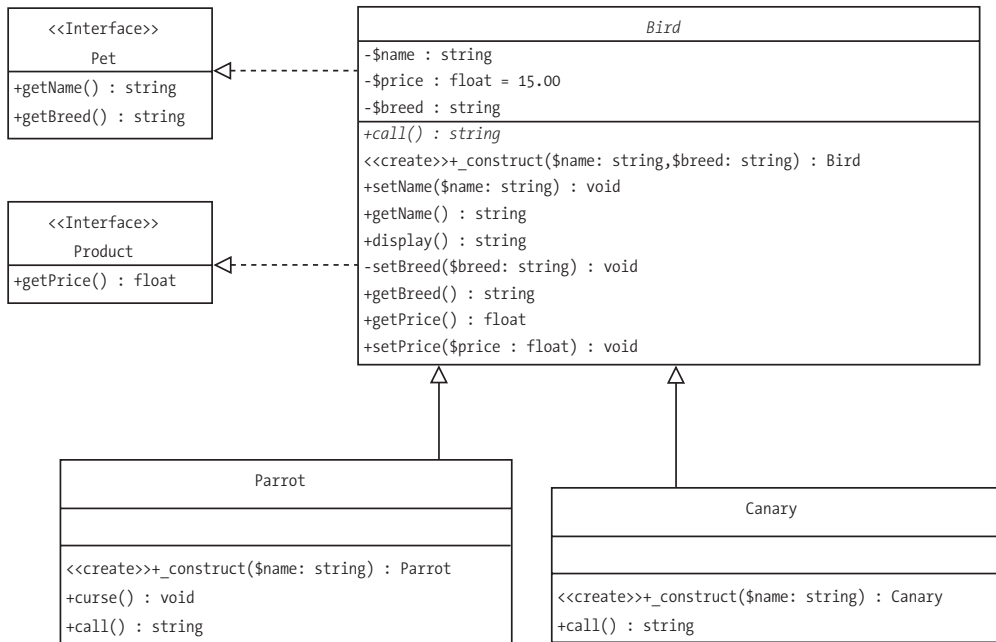 <<Interface>>
Pet
+getName() : string
+getBreed() : string
<<Interface>>
Product
+getPrice() : float
Bird
-$name : string
-$price : float = 15.00
-$breed : string
+call() : string
<<create>>+_construct($name: string,$breed: string) : Bird
+setName($name: string) : void
+getName() : string
+display() : string
-setBreed($breed: string) : void
+getBreed() : string
+getPrice() : float
+setPrice($price : float) : void
Parrot
<<create>>+_construct($name: string) : Parrot
+curse() : void
+call() : string
Canary
<<create>>+_construct($name: string) : Canary
+call() : string